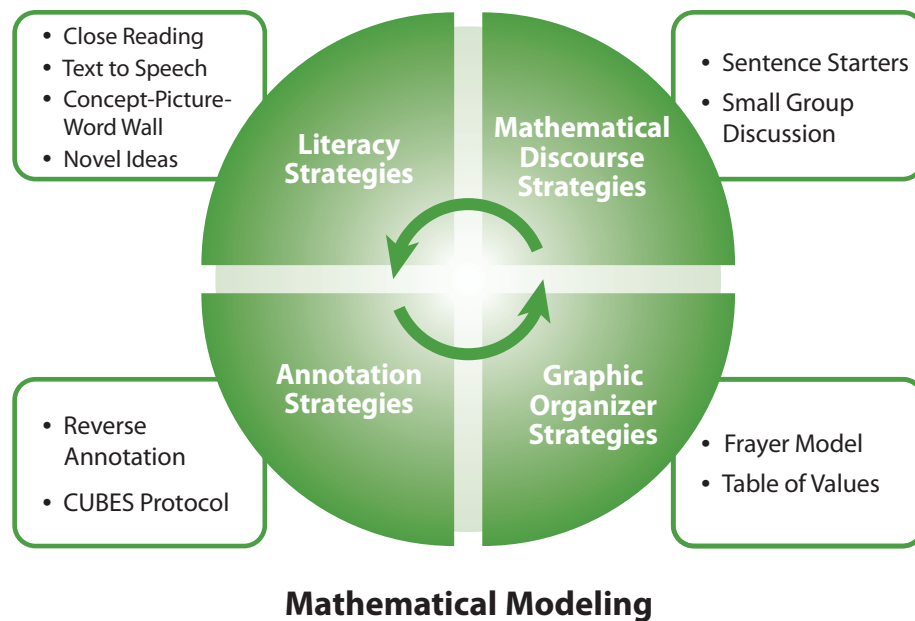 • Close Reading
• Text to Speech
• Concept-Picture-
Word Wall
• Novel Ideas
Literacy
Strategies
Mathematical
Discourse
Strategies
• Sentence Starters
• Small Group
Discussion
• Reverse
Annotation
• CUBES Protocol
Annotation
Strategies
Graphic
Organizer
Strategies
• Frayer Model
• Table of Values
Mathematical Modeling